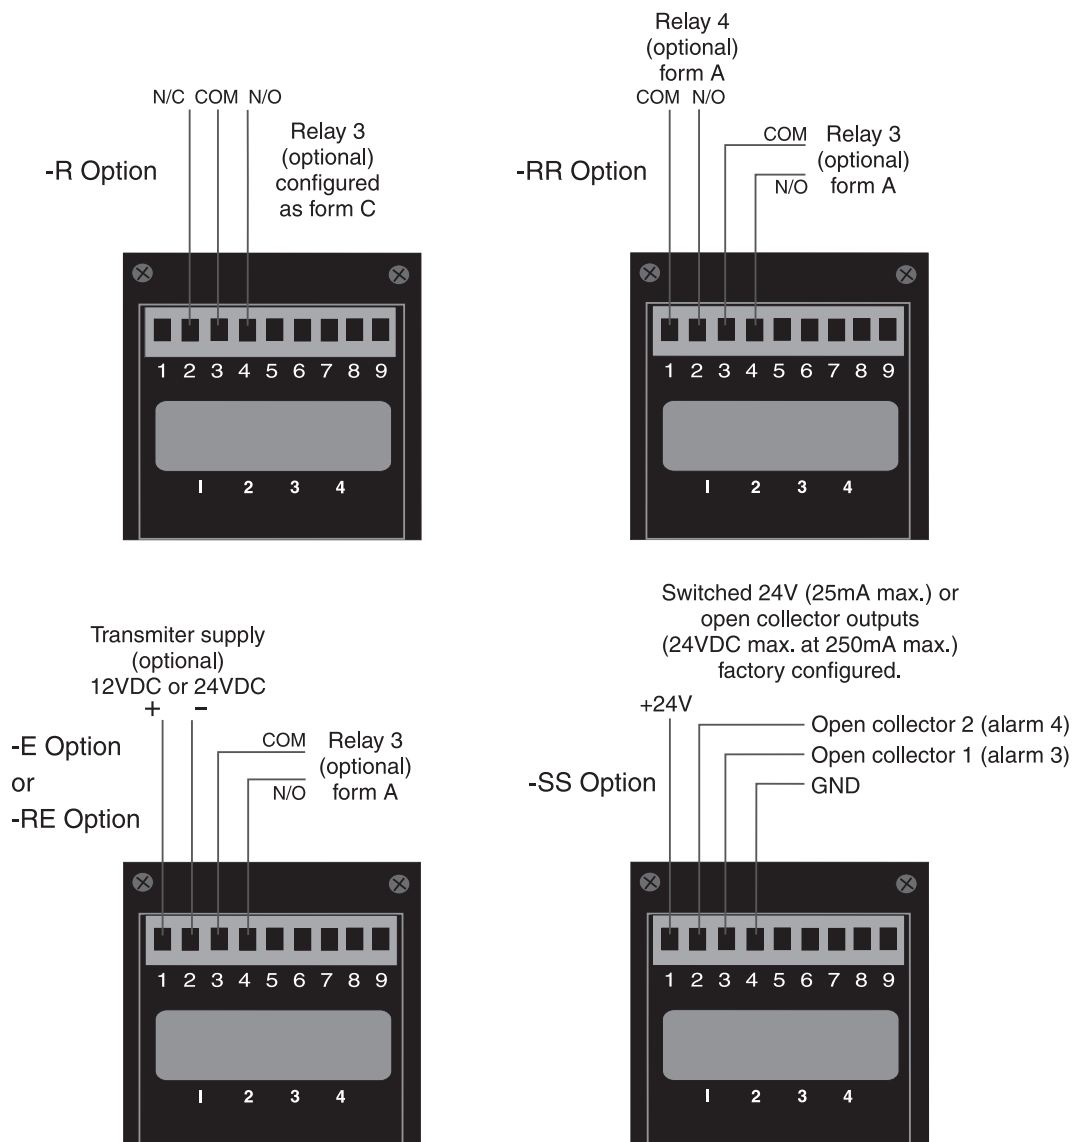 N/C COM N/O
-R Option
Relay 3
(optional)
configured
as form C
1 2 3 4 5 6 7 8 9
1 2 3 4
Relay 4
(optional)
form A
COM N/O
-RR Option
COM
N/O
Relay 3
(optional)
form A
1 2 3 4 5 6 7 8 9
1 2 3 4
Transmiter supply
(optional)
12VDC or 24VDC
+ −
-E Option
or
-RE Option
COM
N/O
Relay 3
(optional)
form A
1 2 3 4 5 6 7 8 9
1 2 3 4
Switched 24V (25mA max.) or
open collector outputs
(24VDC max. at 250mA max.)
factory configured.
+24V
-SS Option
Open collector 2 (alarm 4)
Open collector 1 (alarm 3)
GND
1 2 3 4 5 6 7 8 9
1 2 3 4